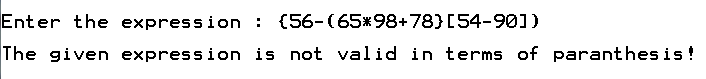 Enter the expression : {56-(65*98+78}[54-90])
The given expression is not valid in terms of paranthesis!